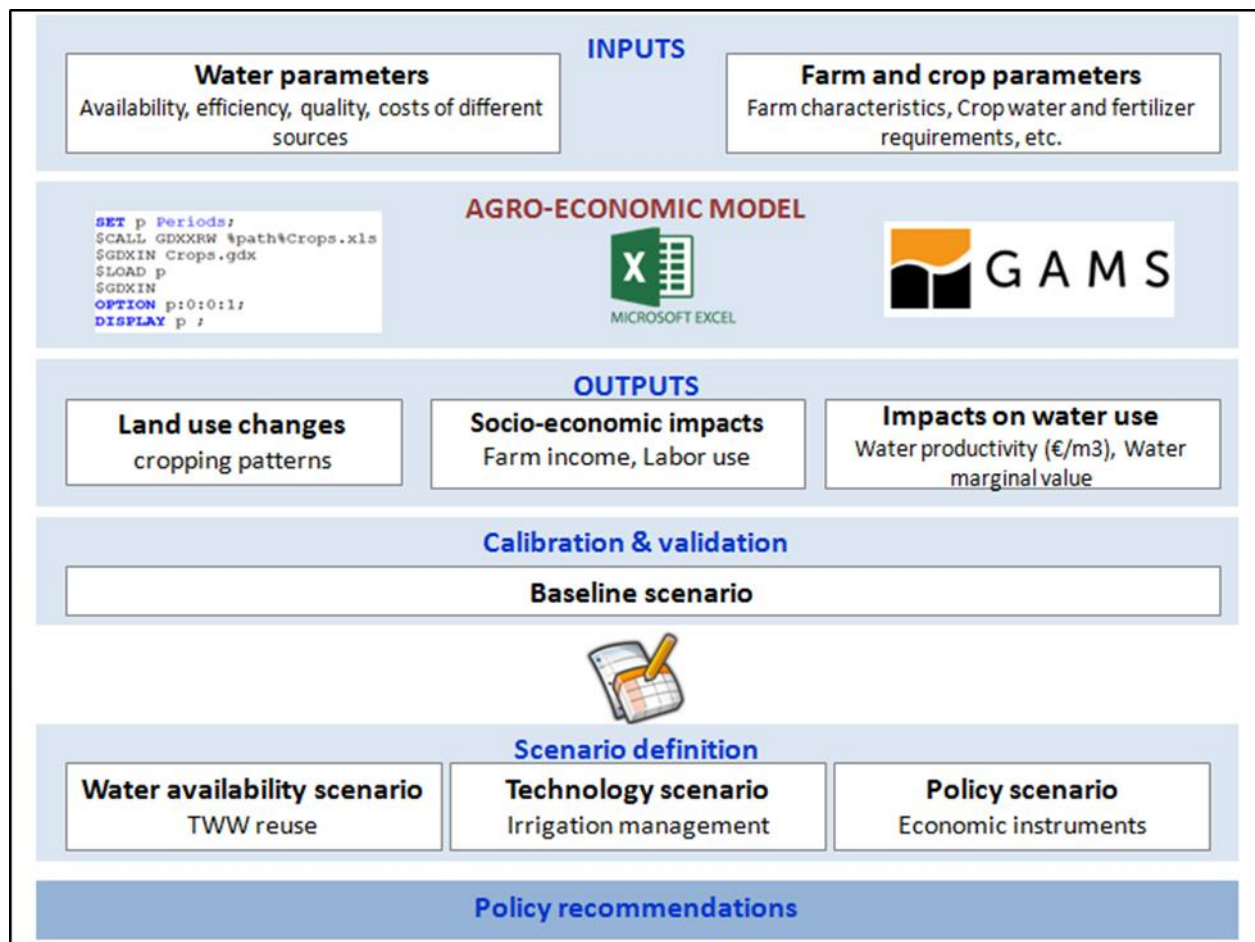 INPUTS
Water parameters
Availability, efficiency, quality, costs of different
sources
Farm and crop parameters
Farm characteristics, Crop water and fertilizer
requirements, etc.
AGRO-ECONOMIC MODEL
SET p Periods;
$CALL GDXXRW %path%Crops.xls
$GDXIN Crops.gdx
$LOAD p
$GDXIN
OPTION p:0:0:1;
DISPLAY p ;
X
MICROSOFT EXCEL
GAMS
OUTPUTS
Land use changes
cropping patterns
Socio-economic impacts
Farm income, Labor use
Impacts on water use
Water productivity (€/m3), Water
marginal value
Calibration & validation
Baseline scenario
Scenario definition
Water availability scenario
TWW reuse
Technology scenario
Irrigation management
Policy scenario
Economic instruments
Policy recommendations